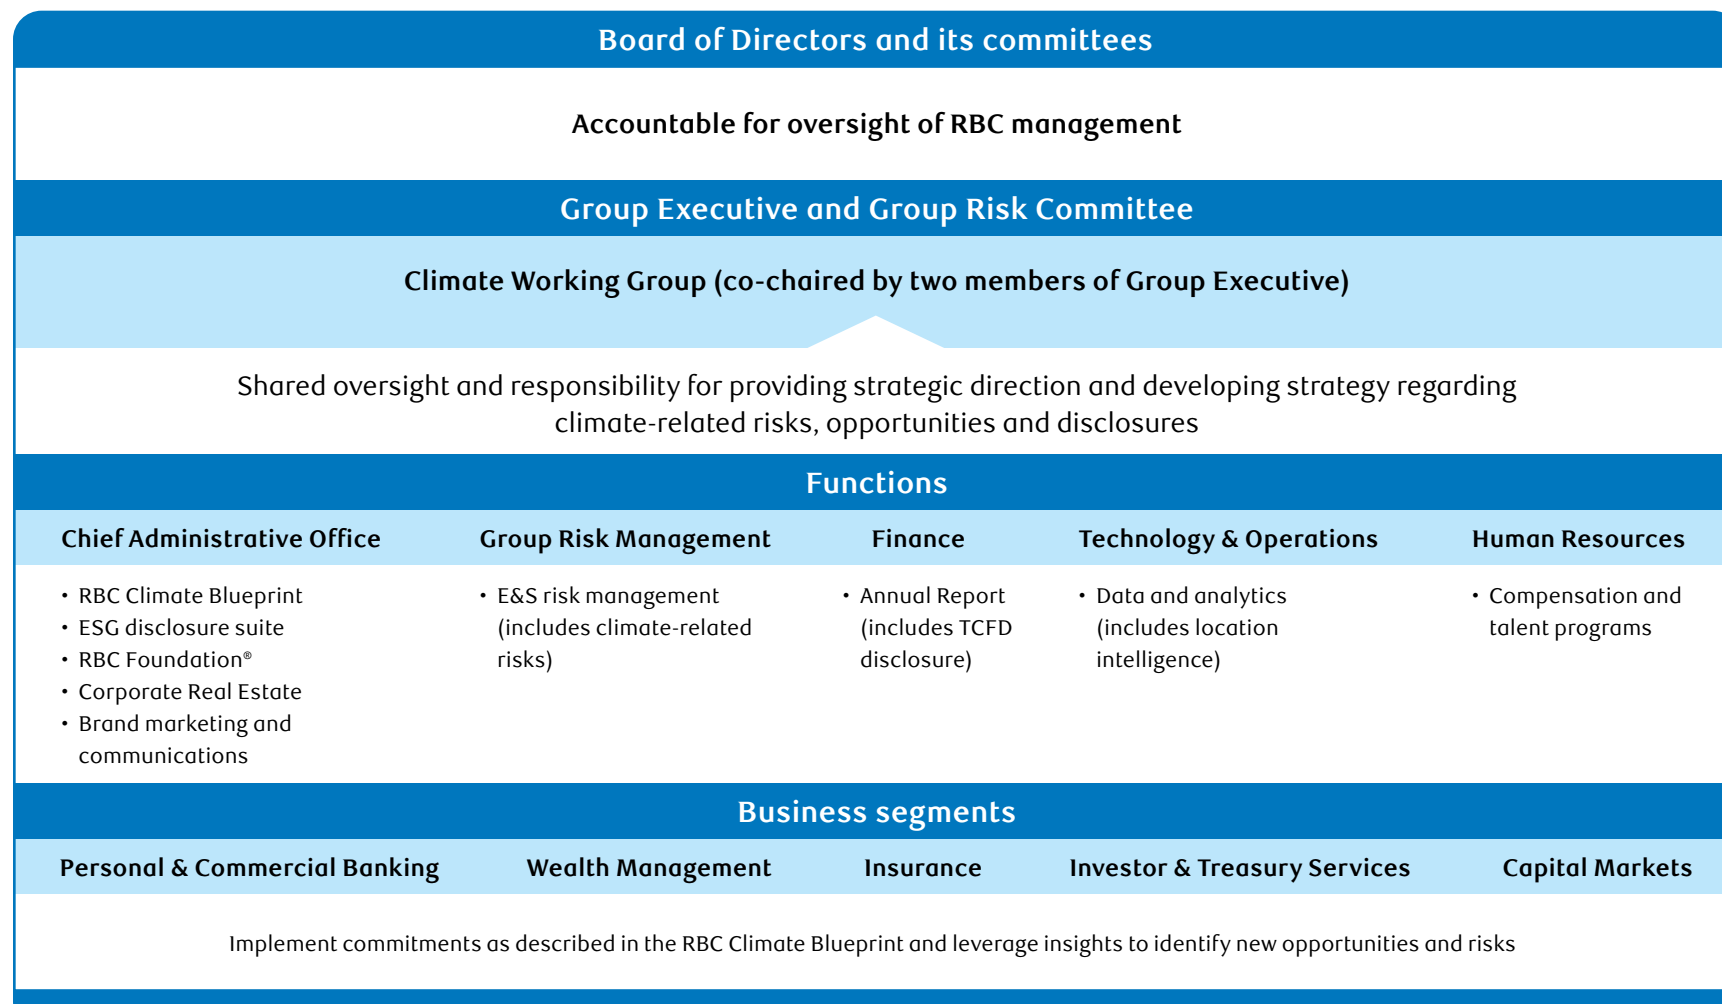 Board of Directors and its committees
Accountable for oversight of RBC management
Group Executive and Group Risk Committee
Climate Working Group (co-chaired by two members of Group Executive)
Shared oversight and responsibility for providing strategic direction and developing strategy regarding
climate-related risks, opportunities and disclosures
Functions
Chief Administrative Office
• RBC Climate Blueprint
• ESG disclosure suite
• RBC Foundation®
• Corporate Real Estate
• Brand marketing and
communications
Group Risk Management
• E&S risk management
(includes climate-related
risks)
Finance
• Annual Report
(includes TCFD
disclosure)
Technology & Operations
• Data and analytics
(includes location
intelligence)
Human Resources
• Compensation and
talent programs
Business segments
Personal & Commercial Banking
Wealth Management
Insurance
Investor & Treasury Services
Capital Markets
Implement commitments as described in the RBC Climate Blueprint and leverage insights to identify new opportunities and risks